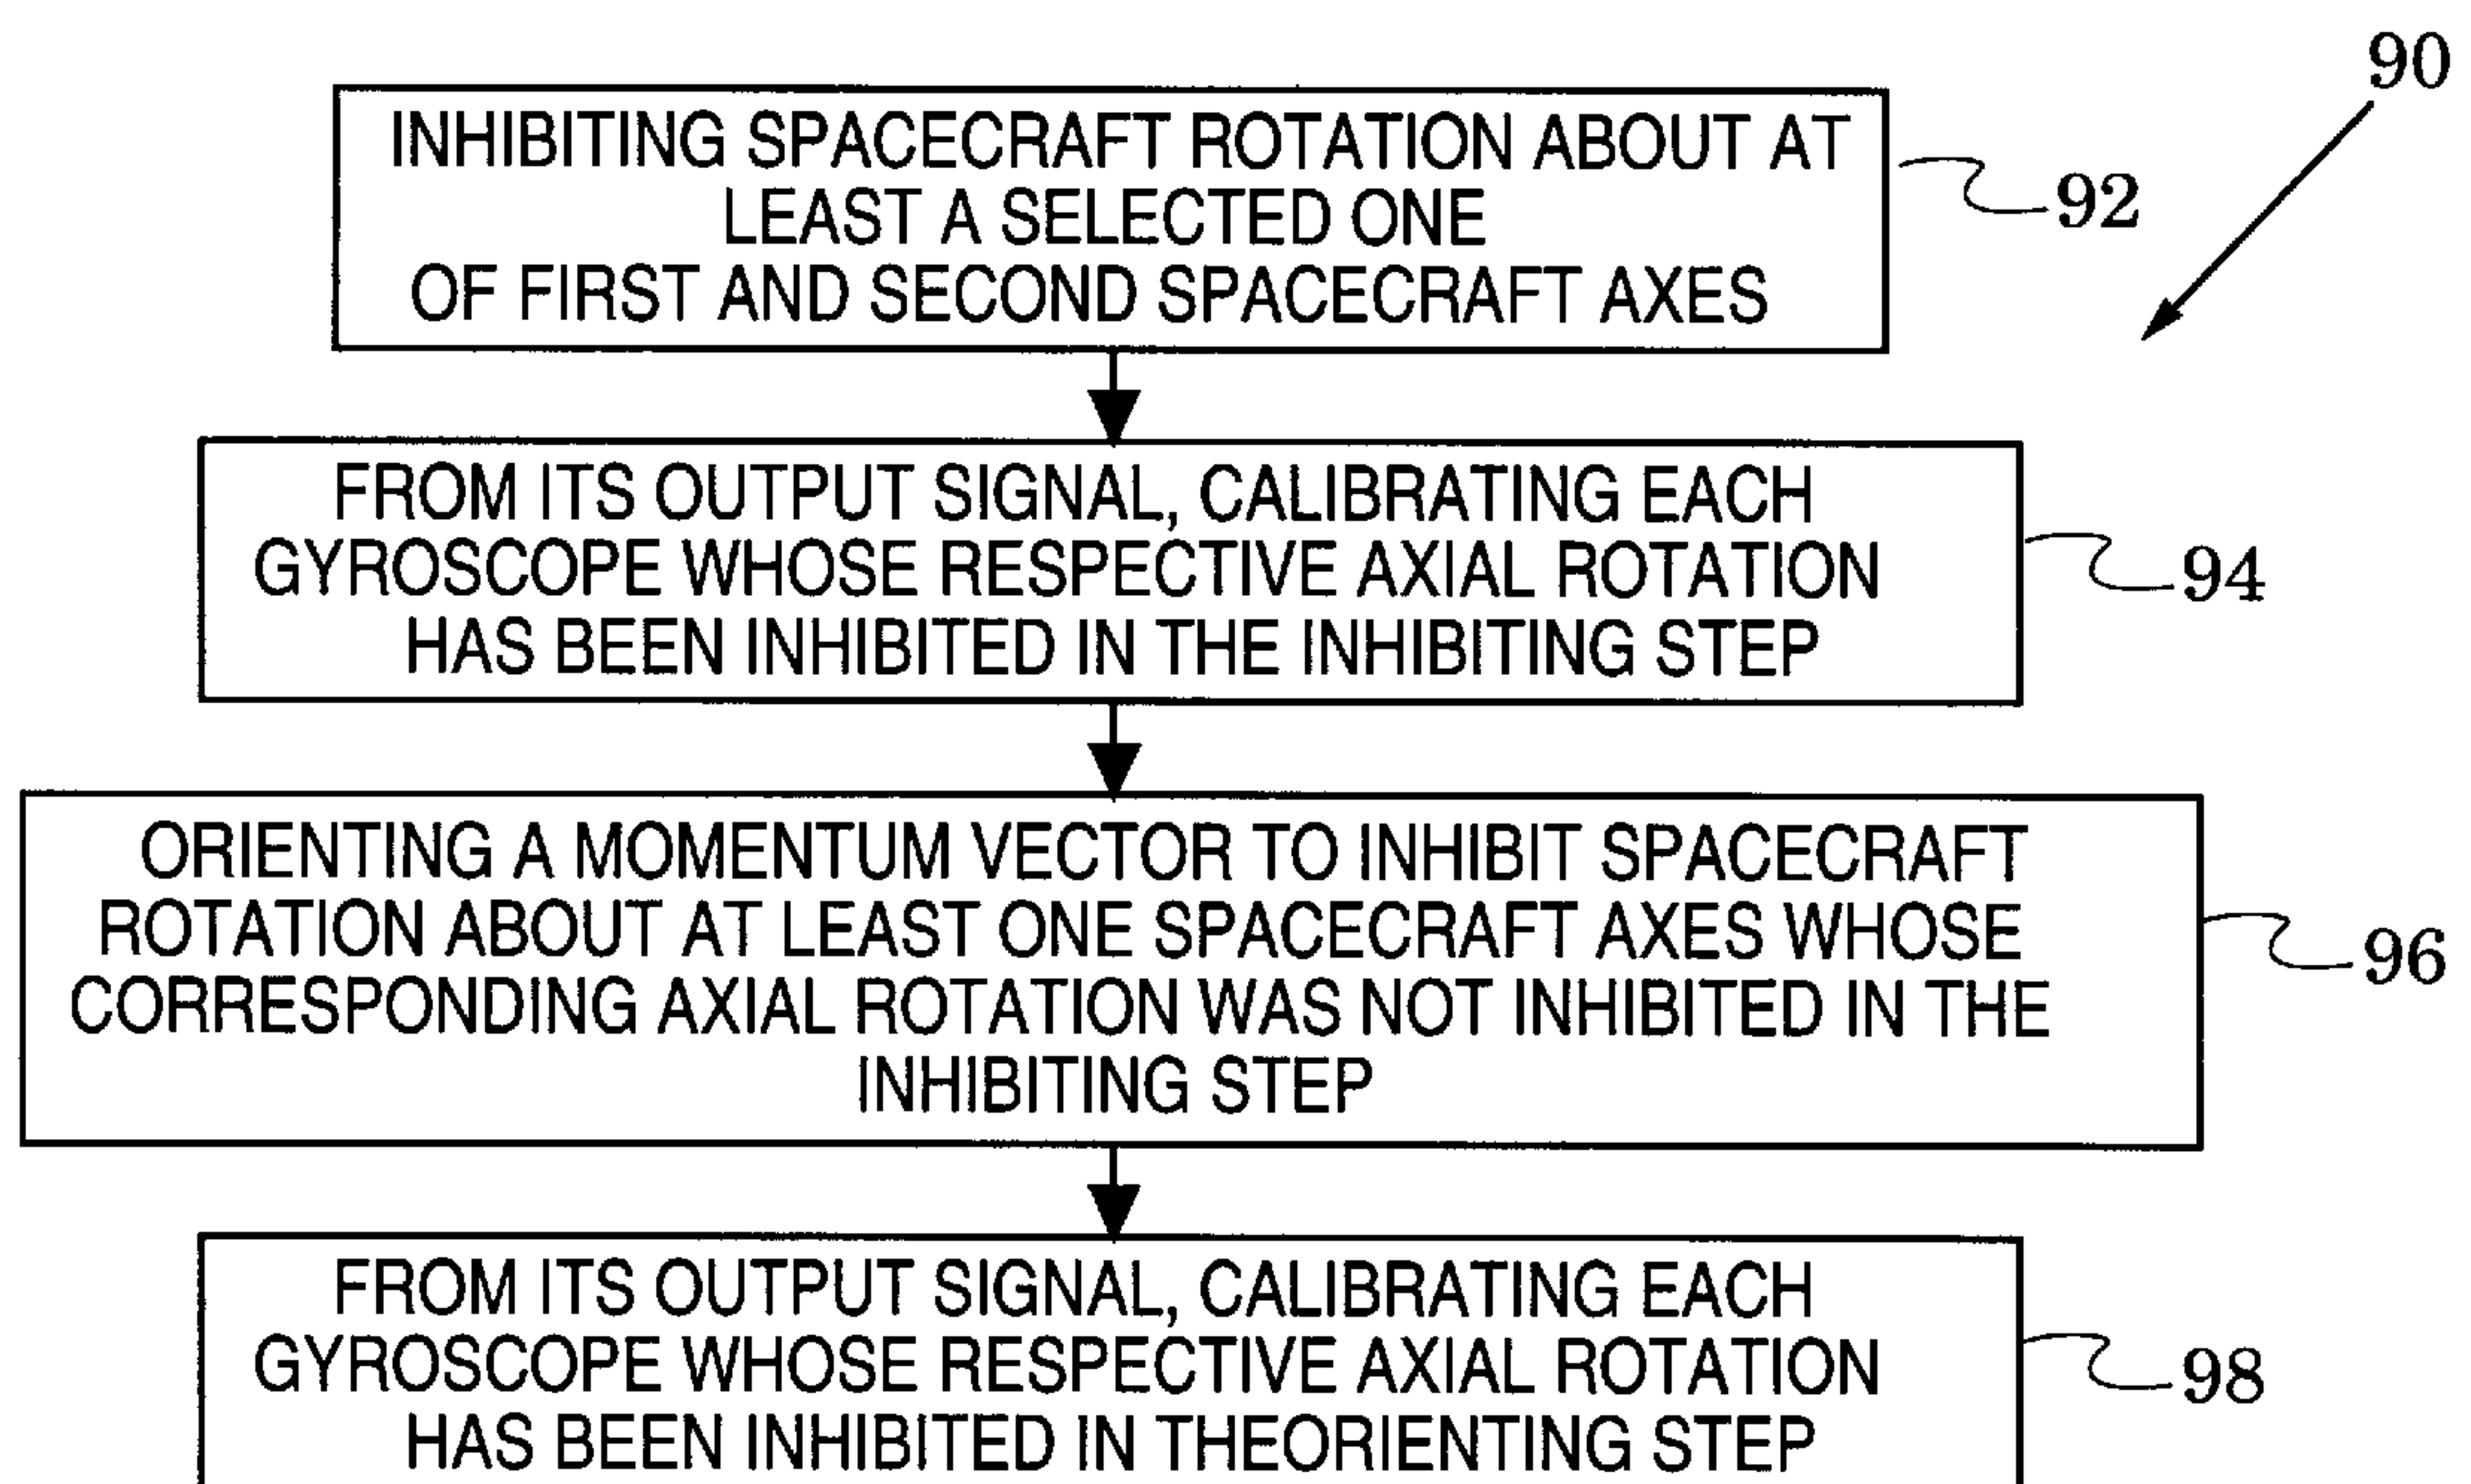 90
INHIBITING SPACECRAFT ROTATION ABOUT AT
LEAST A SELECTED ONE
OF FIRST AND SECOND SPACECRAFT AXES
92
FROM ITS OUTPUT SIGNAL, CALIBRATING EACH
GYROSCOPE WHOSE RESPECTIVE AXIAL ROTATION
HAS BEEN INHIBITED IN THE INHIBITING STEP
94
ORIENTING A MOMENTUM VECTOR TO INHIBIT SPACECRAFT
ROTATION ABOUT AT LEAST ONE SPACECRAFT AXES WHOSE
CORRESPONDING AXIAL ROTATION WAS NOT INHIBITED IN THE
INHIBITING STEP
96
FROM ITS OUTPUT SIGNAL, CALIBRATING EACH
GYROSCOPE WHOSE RESPECTIVE AXIAL ROTATION
HAS BEEN INHIBITED IN THEORIENTING STEP
98